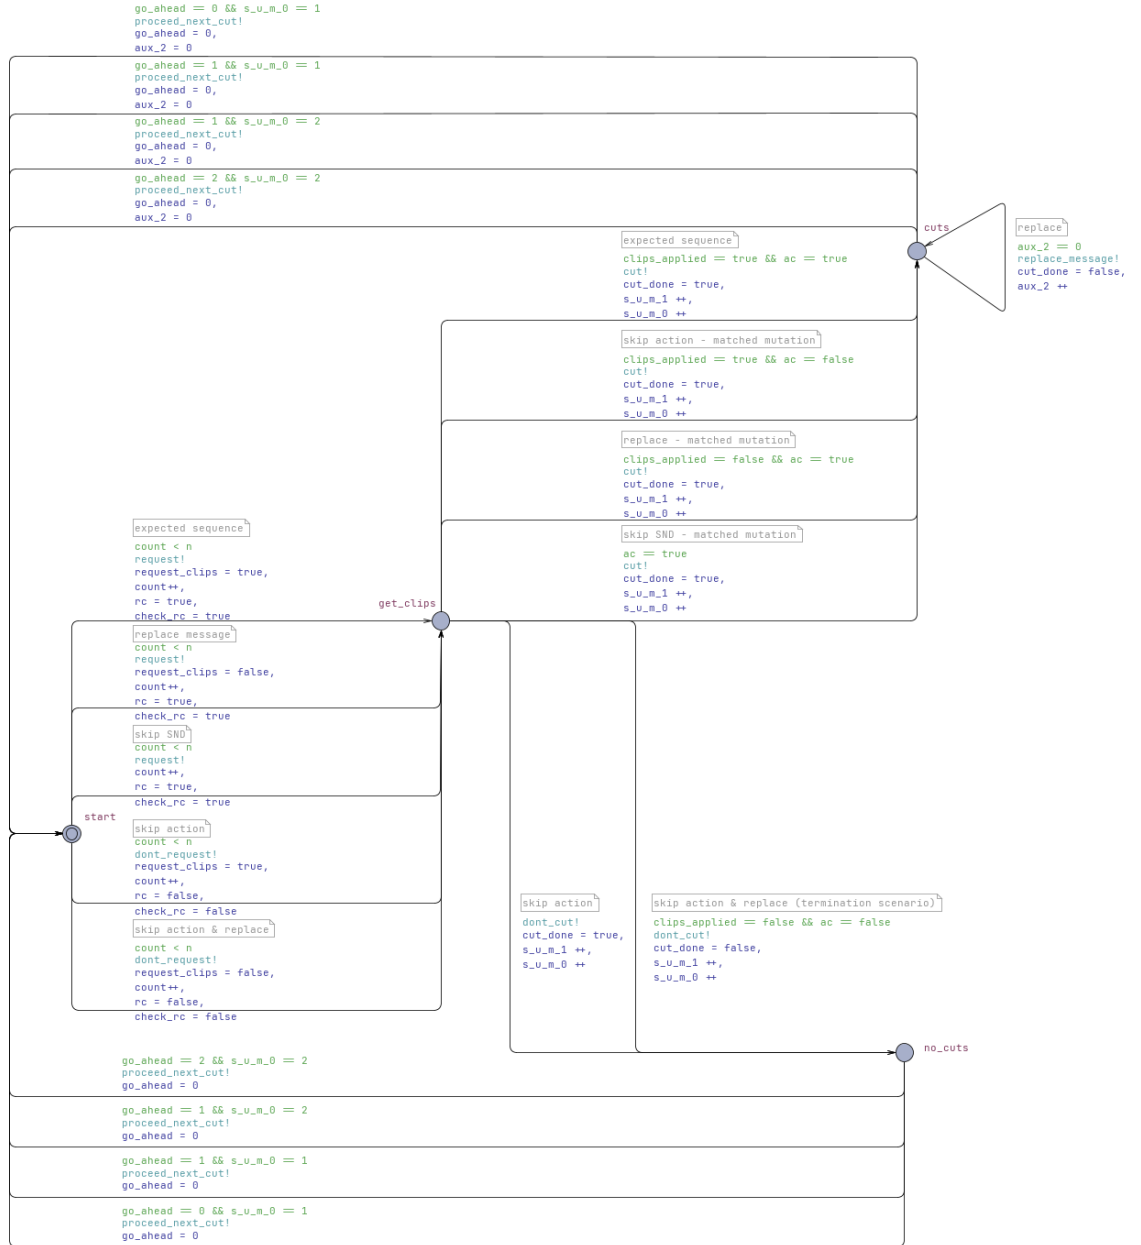 go_ahead == 0 && s_u_m_0 == 1
proceed_next_cut!
go_ahead = 0,
aux_2 = 0
go_ahead == 1 && s_u_m_0 == 1
proceed_next_cut!
go_ahead = 0,
aux_2 = 0
go_ahead == 1 && s_u_m_0 == 2
proceed_next_cut!
go_ahead = 0,
aux_2 = 0
go_ahead == 2 && s_u_m_0 == 2
proceed_next_cut!
go_ahead = 0,
aux_2 = 0
cuts
replace
aux_2 == 0
replace_message!
cut_done = false,
aux_2 ++
expected sequence
clips_applied == true && ac == true
cut!
cut_done = true,
s_u_m_1 ++,
s_u_m_0 ++
skip action - matched mutation
clips_applied == true && ac == false
cut!
cut_done = true,
s_u_m_1 ++,
s_u_m_0 ++
replace - matched mutation
clips_applied == false && ac == true
cut!
cut_done = true,
s_u_m_1 ++,
s_u_m_0 ++
skip SND - matched mutation
ac == true
cut!
cut_done = true,
s_u_m_1 ++,
s_u_m_0 ++
get_clips
expected sequence
count < n
request!
request_clips = true,
count++,
rc = true,
check_rc = true
replace message
count < n
request!
request_clips = false,
count++,
rc = true,
check_rc = true
skip SND
count < n
request!
count++,
rc = true,
check_rc = true
start
skip action
count < n
dont_request!
request_clips = true,
count++,
rc = false,
check_rc = false
skip action & replace
count < n
dont_request!
request_clips = false,
count++,
rc = false,
check_rc = false
skip action
dont_cut!
cut_done = true,
s_u_m_1 ++,
s_u_m_0 ++
skip action & replace (termination scenario)
clips_applied == false && ac == false
dont_cut!
cut_done = false,
s_u_m_1 ++,
s_u_m_0 ++
no_cuts
go_ahead == 2 && s_u_m_0 == 2
proceed_next_cut!
go_ahead = 0
go_ahead == 1 && s_u_m_0 == 2
proceed_next_cut!
go_ahead = 0
go_ahead == 1 && s_u_m_0 == 1
proceed_next_cut!
go_ahead = 0
go_ahead == 0 && s_u_m_0 == 1
proceed_next_cut!
go_ahead = 0